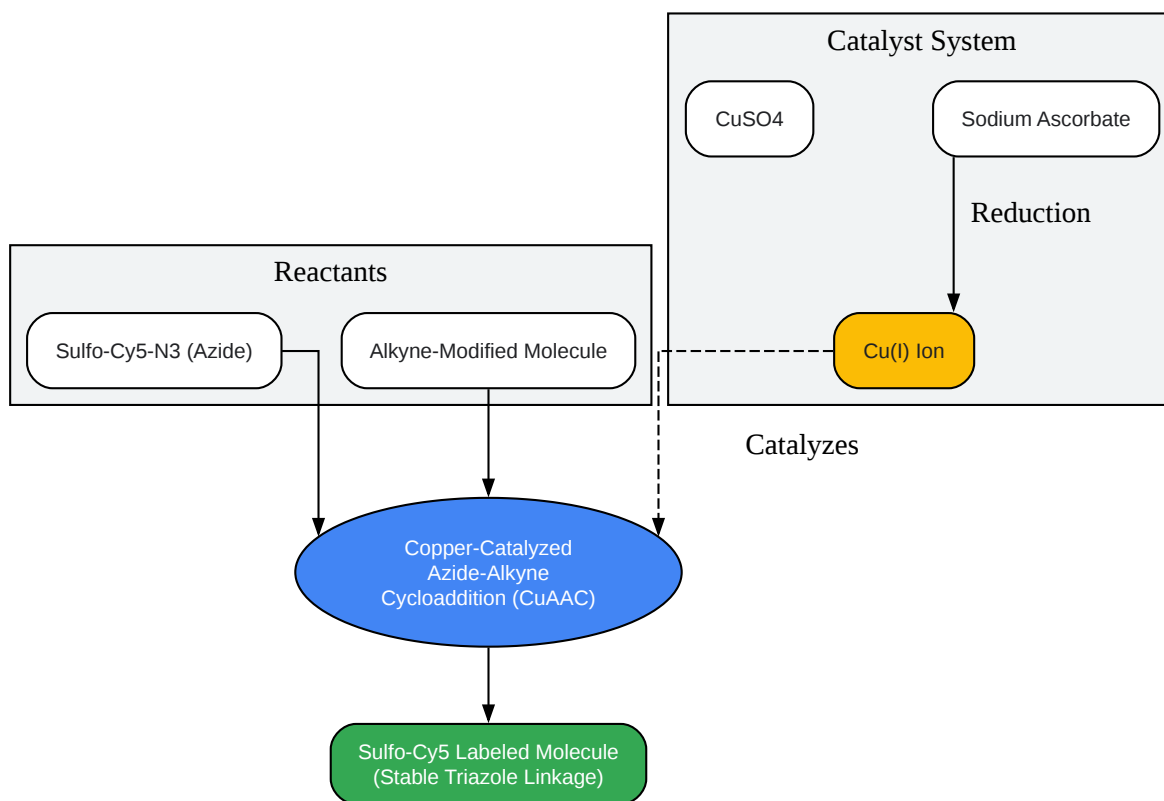 Catalyst System
CuSO4
Sodium Ascorbate
Reduction
Reactants
Sulfo-Cy5-N3 (Azide)
Alkyne-Modified Molecule
Cu(I) Ion
Catalyzes
Copper-Catalyzed
Azide-Alkyne
Cycloaddition (CuAAC)
Sulfo-Cy5 Labeled Molecule
(Stable Triazole Linkage)